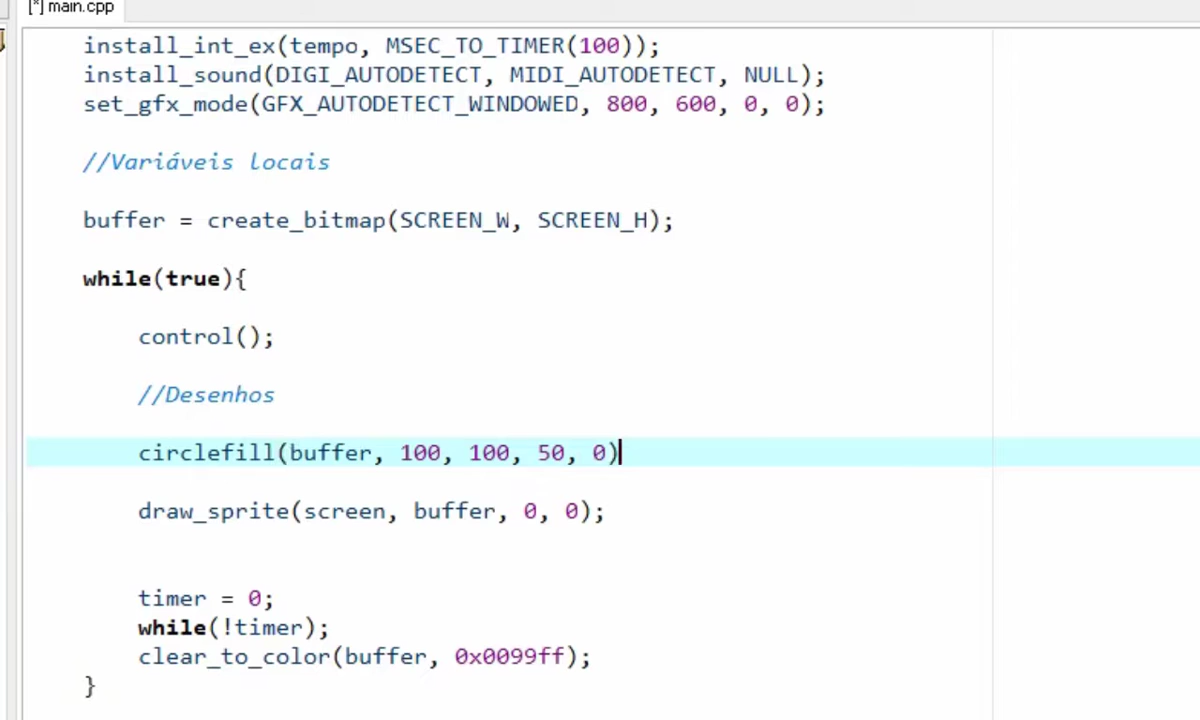 [*] main.cpp
install_int_ex(tempo, MSEC_TO_TIMER(100));
install_sound(DIGI_AUTODETECT, MIDI_AUTODETECT, NULL);
set_gfx_mode(GFX_AUTODETECT_WINDOWED, 800, 600, 0, 0);
//Variáveis locais
buffer = create_bitmap(SCREEN_W, SCREEN_H);
while(true){
control();
//Desenhos
circlefill(buffer, 100, 100, 50, 0)
draw_sprite(screen, buffer, 0, 0);
timer = 0;
while(!timer);
clear_to_color(buffer, 0x0099ff);
}